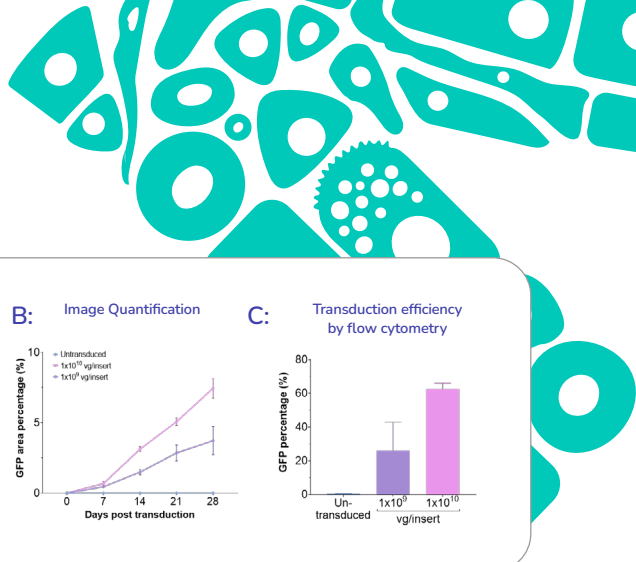 B:
Image Quantification
GFP area percentage (%)
10
5
0
Untransduced
1x10¹⁰ vg/insert
1x10⁹ vg/insert
0 7 14 21 28
Days post transduction
C:
Transduction efficiency
by flow cytometry
GFP percentage (%)
80
60
40
20
0
Un-
transduced
1x10⁹ 1x10¹⁰
vg/insert